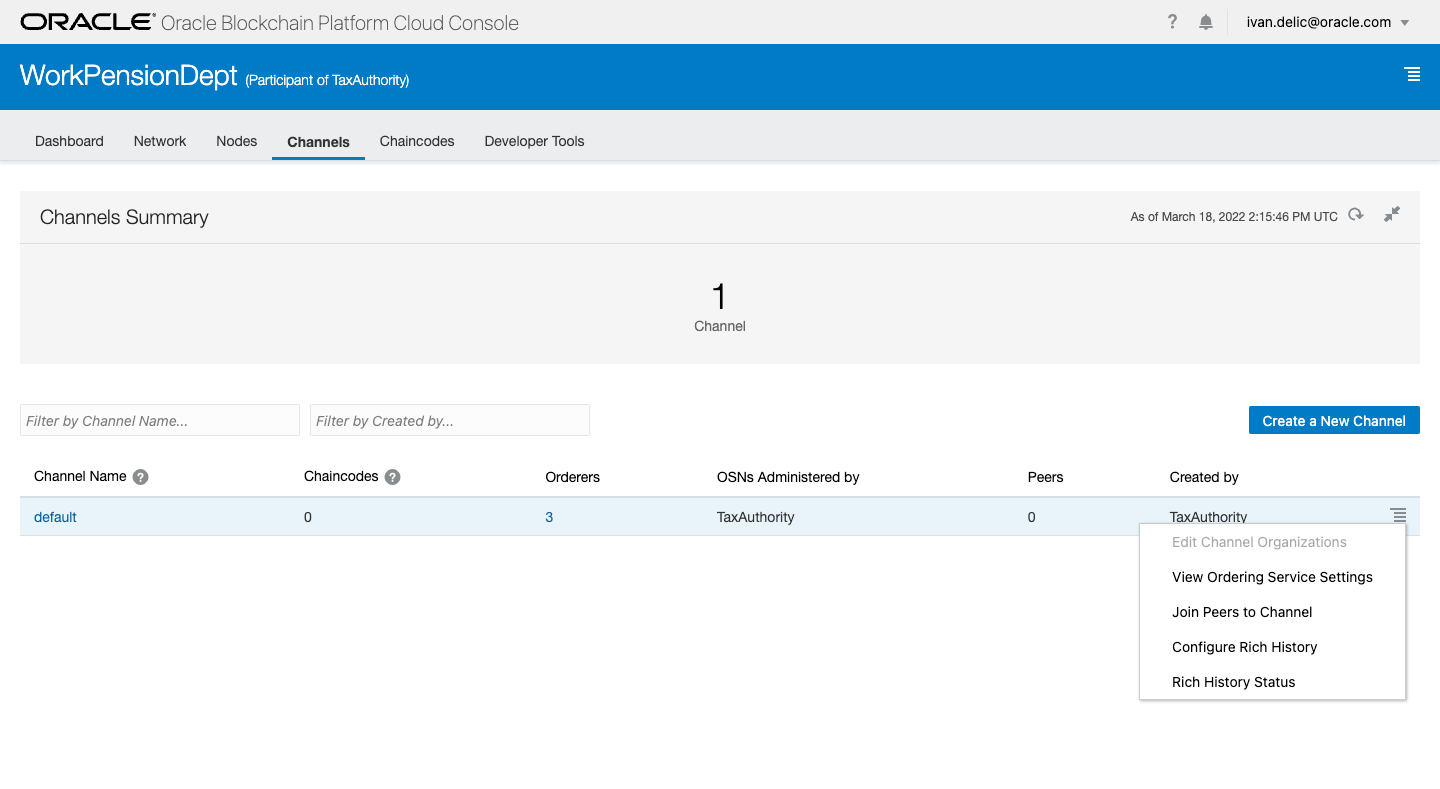 ORACLE® Oracle Blockchain Platform Cloud Console ? ivan.delic@oracle.com
WorkPensionDept (Participant of TaxAuthority)
Dashboard Network Nodes Channels Chaincodes Developer Tools
Channels Summary As of March 18, 2022 2:15:46 PM UTC
1
Channel
Filter by Channel Name... Filter by Created by... Create a New Channel
Channel Name ? Chaincodes ? Orderers OSNs Administered by Peers Created by
default 0 3 TaxAuthority 0 TaxAuthority
Edit Channel Organizations
View Ordering Service Settings
Join Peers to Channel
Configure Rich History
Rich History Status